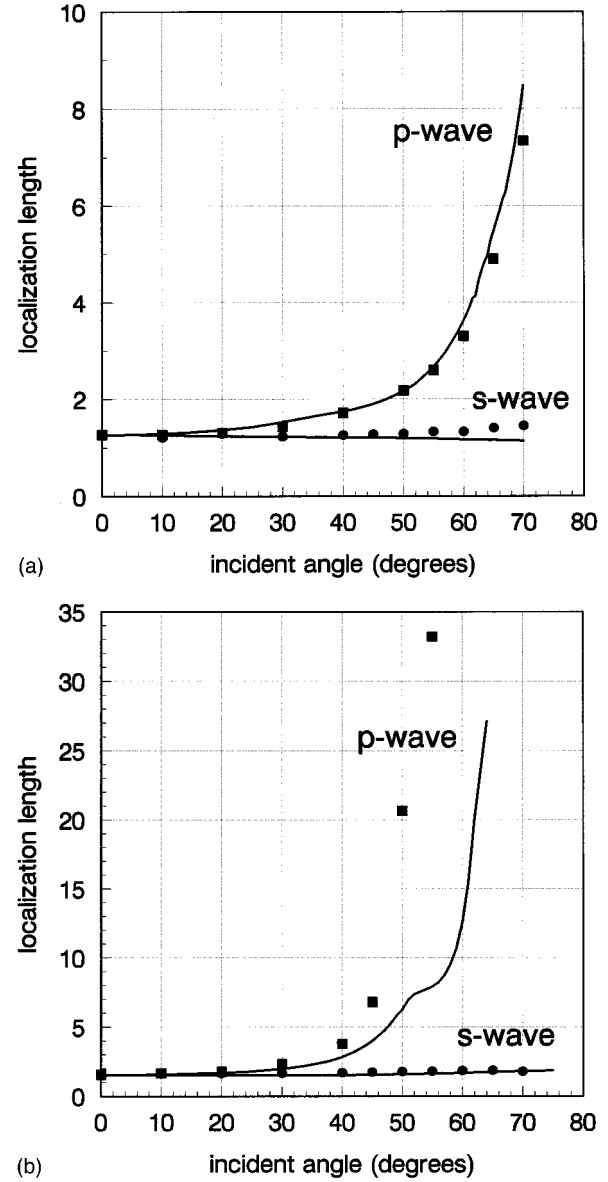 10
8
6
4
2
0
localization length
p-wave
s-wave
0 10 20 30 40 50 60 70 80
(a) incident angle (degrees)
35
30
25
20
15
10
5
0
localization length
p-wave
s-wave
0 10 20 30 40 50 60 70 80
(b) incident angle (degrees)